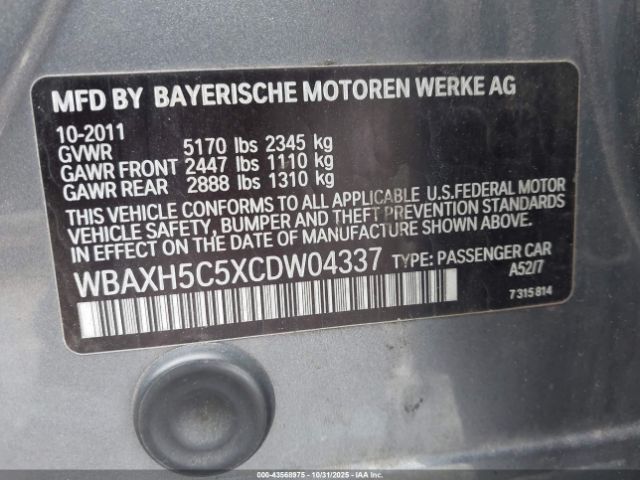 MFD BY BAYERISCHE MOTOREN WERKE AG
10-2011
GVWR 5170 lbs 2345 kg
GAWR FRONT 2447 lbs 1110 kg
GAWR REAR 2888 lbs 1310 kg
THIS VEHICLE CONFORMS TO ALL APPLICABLE U.S.FEDERAL MOTOR
VEHICLE SAFETY, BUMPER AND THEFT PREVENTION STANDARDS
IN EFFECT ON THE DATE OF MANUFACTURE SHOWN ABOVE.
WBAXH5C5XCDW04337 TYPE: PASSENGER CAR
A52/7
7 315 814
000-43568975 | 10/31/2025 | IAA Inc. All Rights Reserved